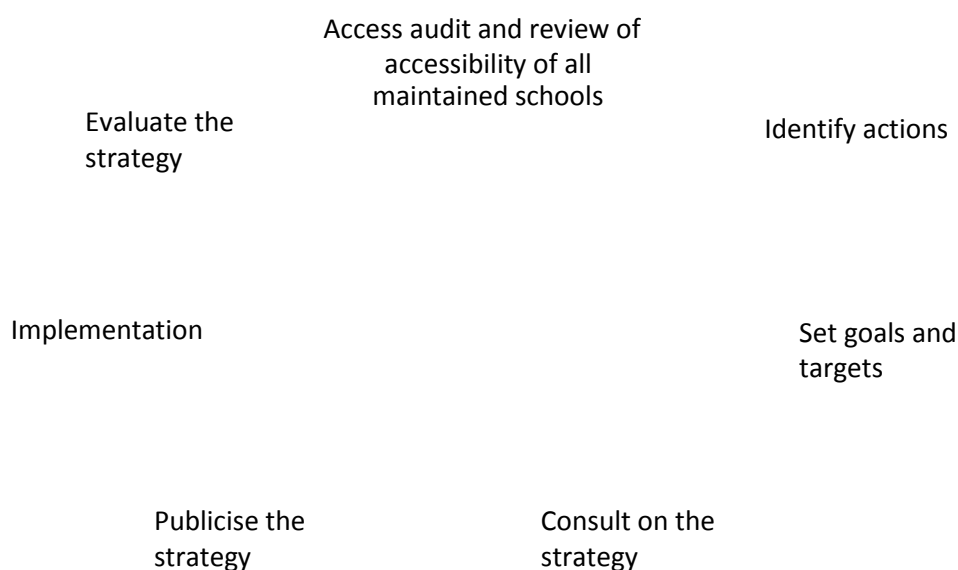 Access audit and review of
accessibility of all
maintained schools
Identify actions
Set goals and
targets
Consult on the
strategy
Publicise the
strategy
Implementation
Evaluate the
strategy